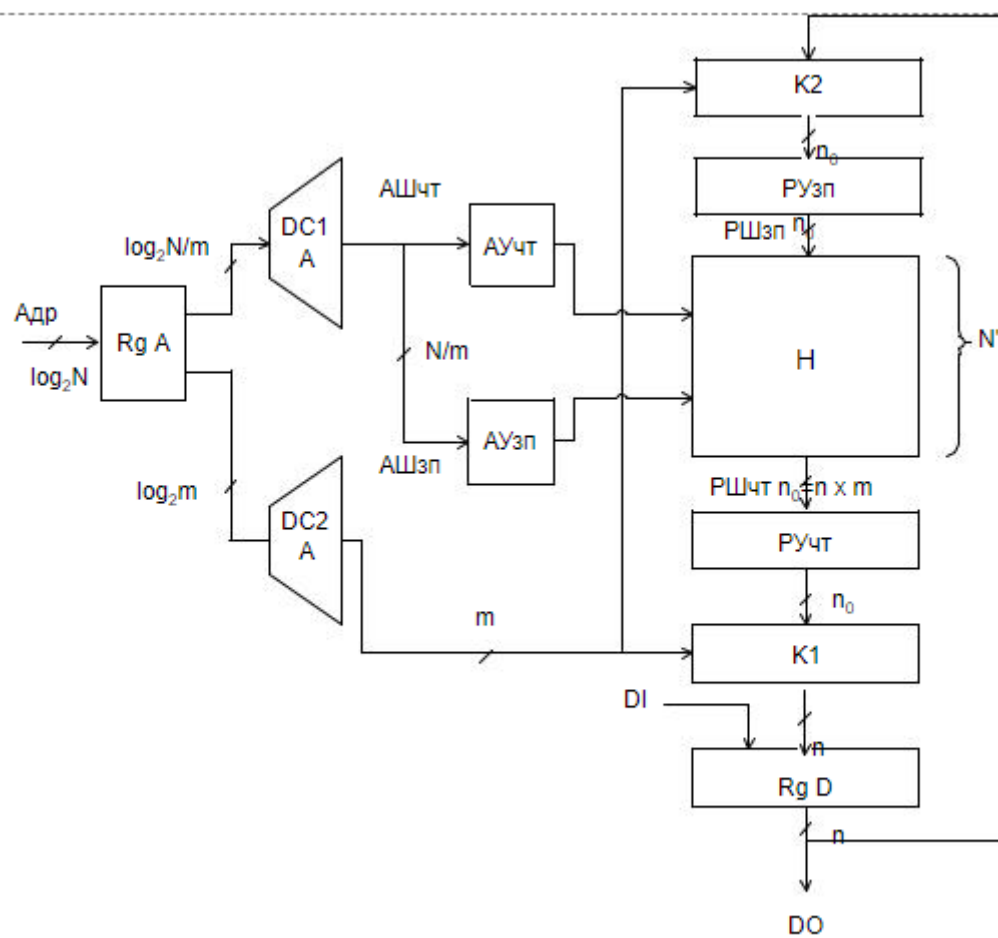 K2
n₀
РУзп
РШзп n₀
АШчт
DC1
A
АУчт
log₂N/m
Адр
Rg A
log₂N
N/m
H
N'
АУзп
АШзп
log₂m
DC2
A
РШчт n₀=n x m
РУчт
n₀
m
K1
DI
n
Rg D
n
DO